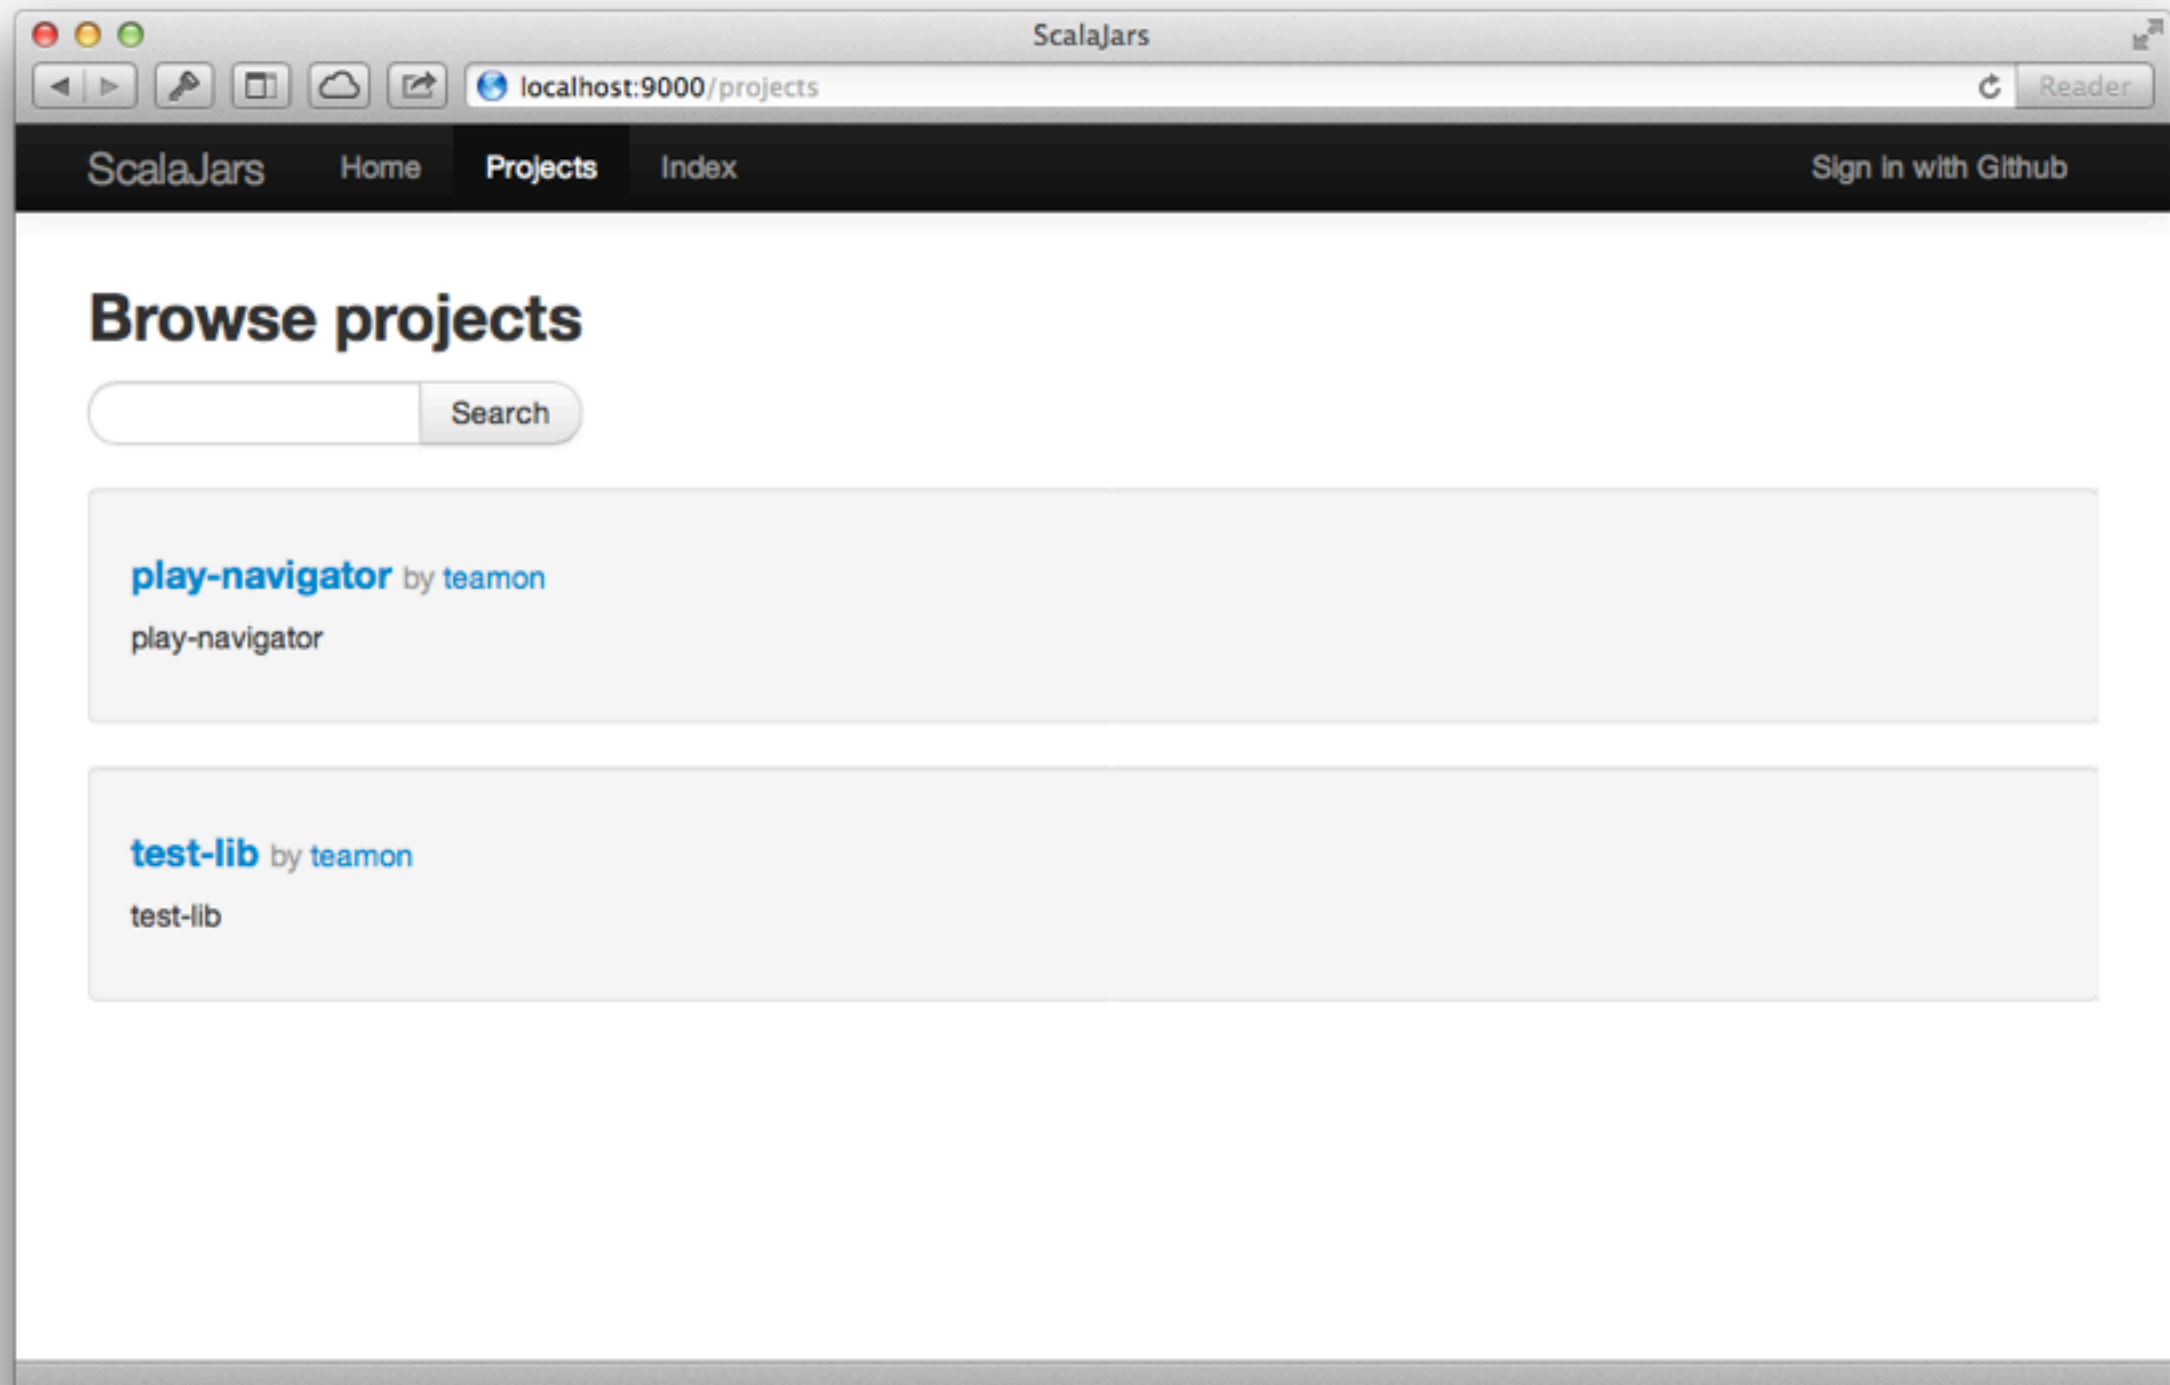 ScalaJars
localhost:9000/projects
Reader
ScalaJars Home Projects Index Sign in with Github
Browse projects
Search
play-navigator by teamon
play-navigator
test-lib by teamon
test-lib